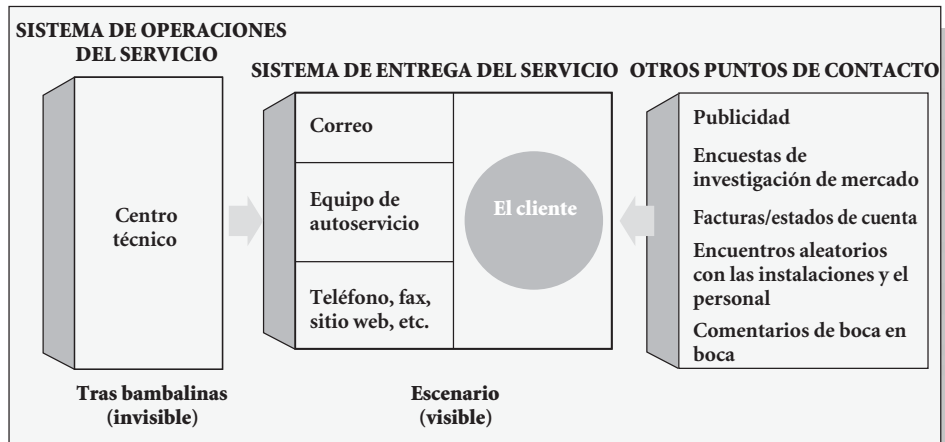 SISTEMA DE OPERACIONES
DEL SERVICIO
SISTEMA DE ENTREGA DEL SERVICIO
OTROS PUNTOS DE CONTACTO
Centro
técnico
Correo
Equipo de
autoservicio
Teléfono, fax,
sitio web, etc.
El cliente
Publicidad
Encuestas de
investigación de mercado
Facturas/estados de cuenta
Encuentros aleatorios
con las instalaciones y el
personal
Comentarios de boca en
boca
Tras bambalinas
(invisible)
Escenario
(visible)